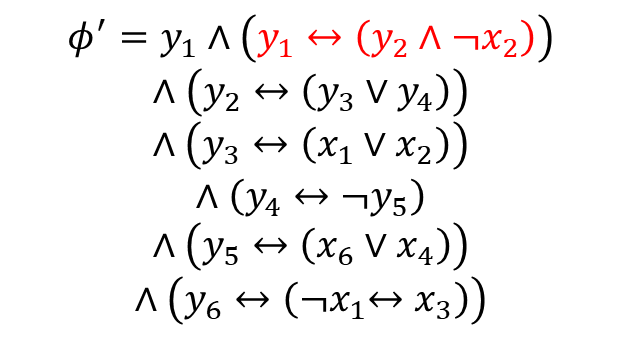 ϕ′ = y₁ ∧ (y₁ ↔ (y₂ ∧ ¬x₂))
∧ (y₂ ↔ (y₃ ∨ y₄))
∧ (y₃ ↔ (x₁ ∨ x₂))
∧ (y₄ ↔ ¬y₅)
∧ (y₅ ↔ (x₆ ∨ x₄))
∧ (y₆ ↔ (¬x₁↔ x₃))